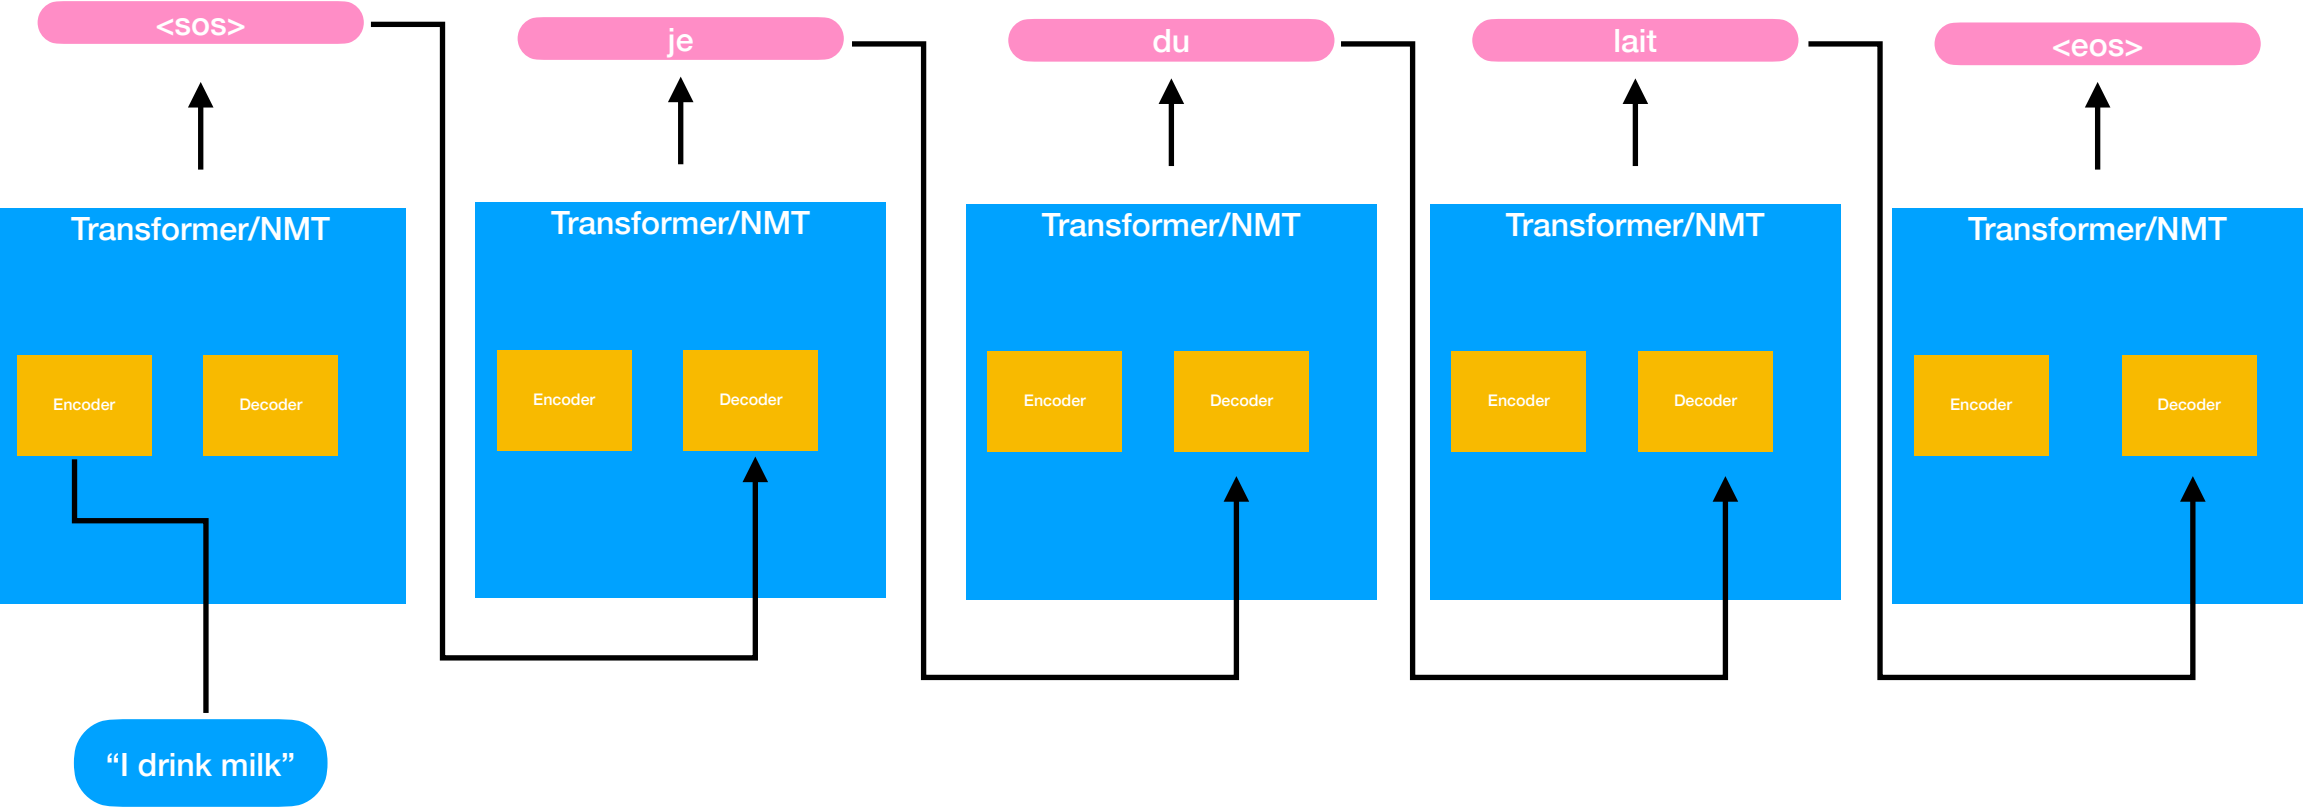 <sos>
je
du
lait
<eos>
Transformer/NMT
Transformer/NMT
Transformer/NMT
Transformer/NMT
Transformer/NMT
Encoder
Decoder
Encoder
Decoder
Encoder
Decoder
Encoder
Decoder
Encoder
Decoder
“I drink milk”